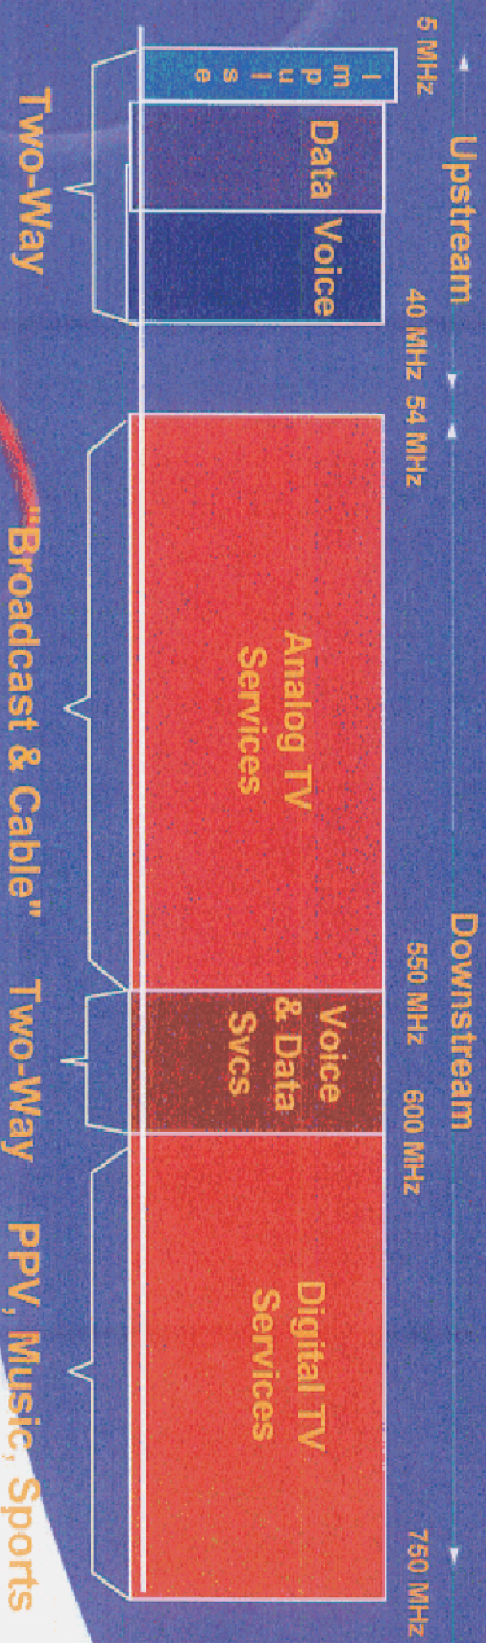 Upstream
Downstream
5 MHz
40 MHz
54 MHz
550 MHz
600 MHz
750 MHz
Impulse
Data
Voice
Analog TV
Services
Voice
& Data
Svcs
Digital TV
Services
Two-Way
"Broadcast & Cable"
Two-Way
PPV, Music, Sports